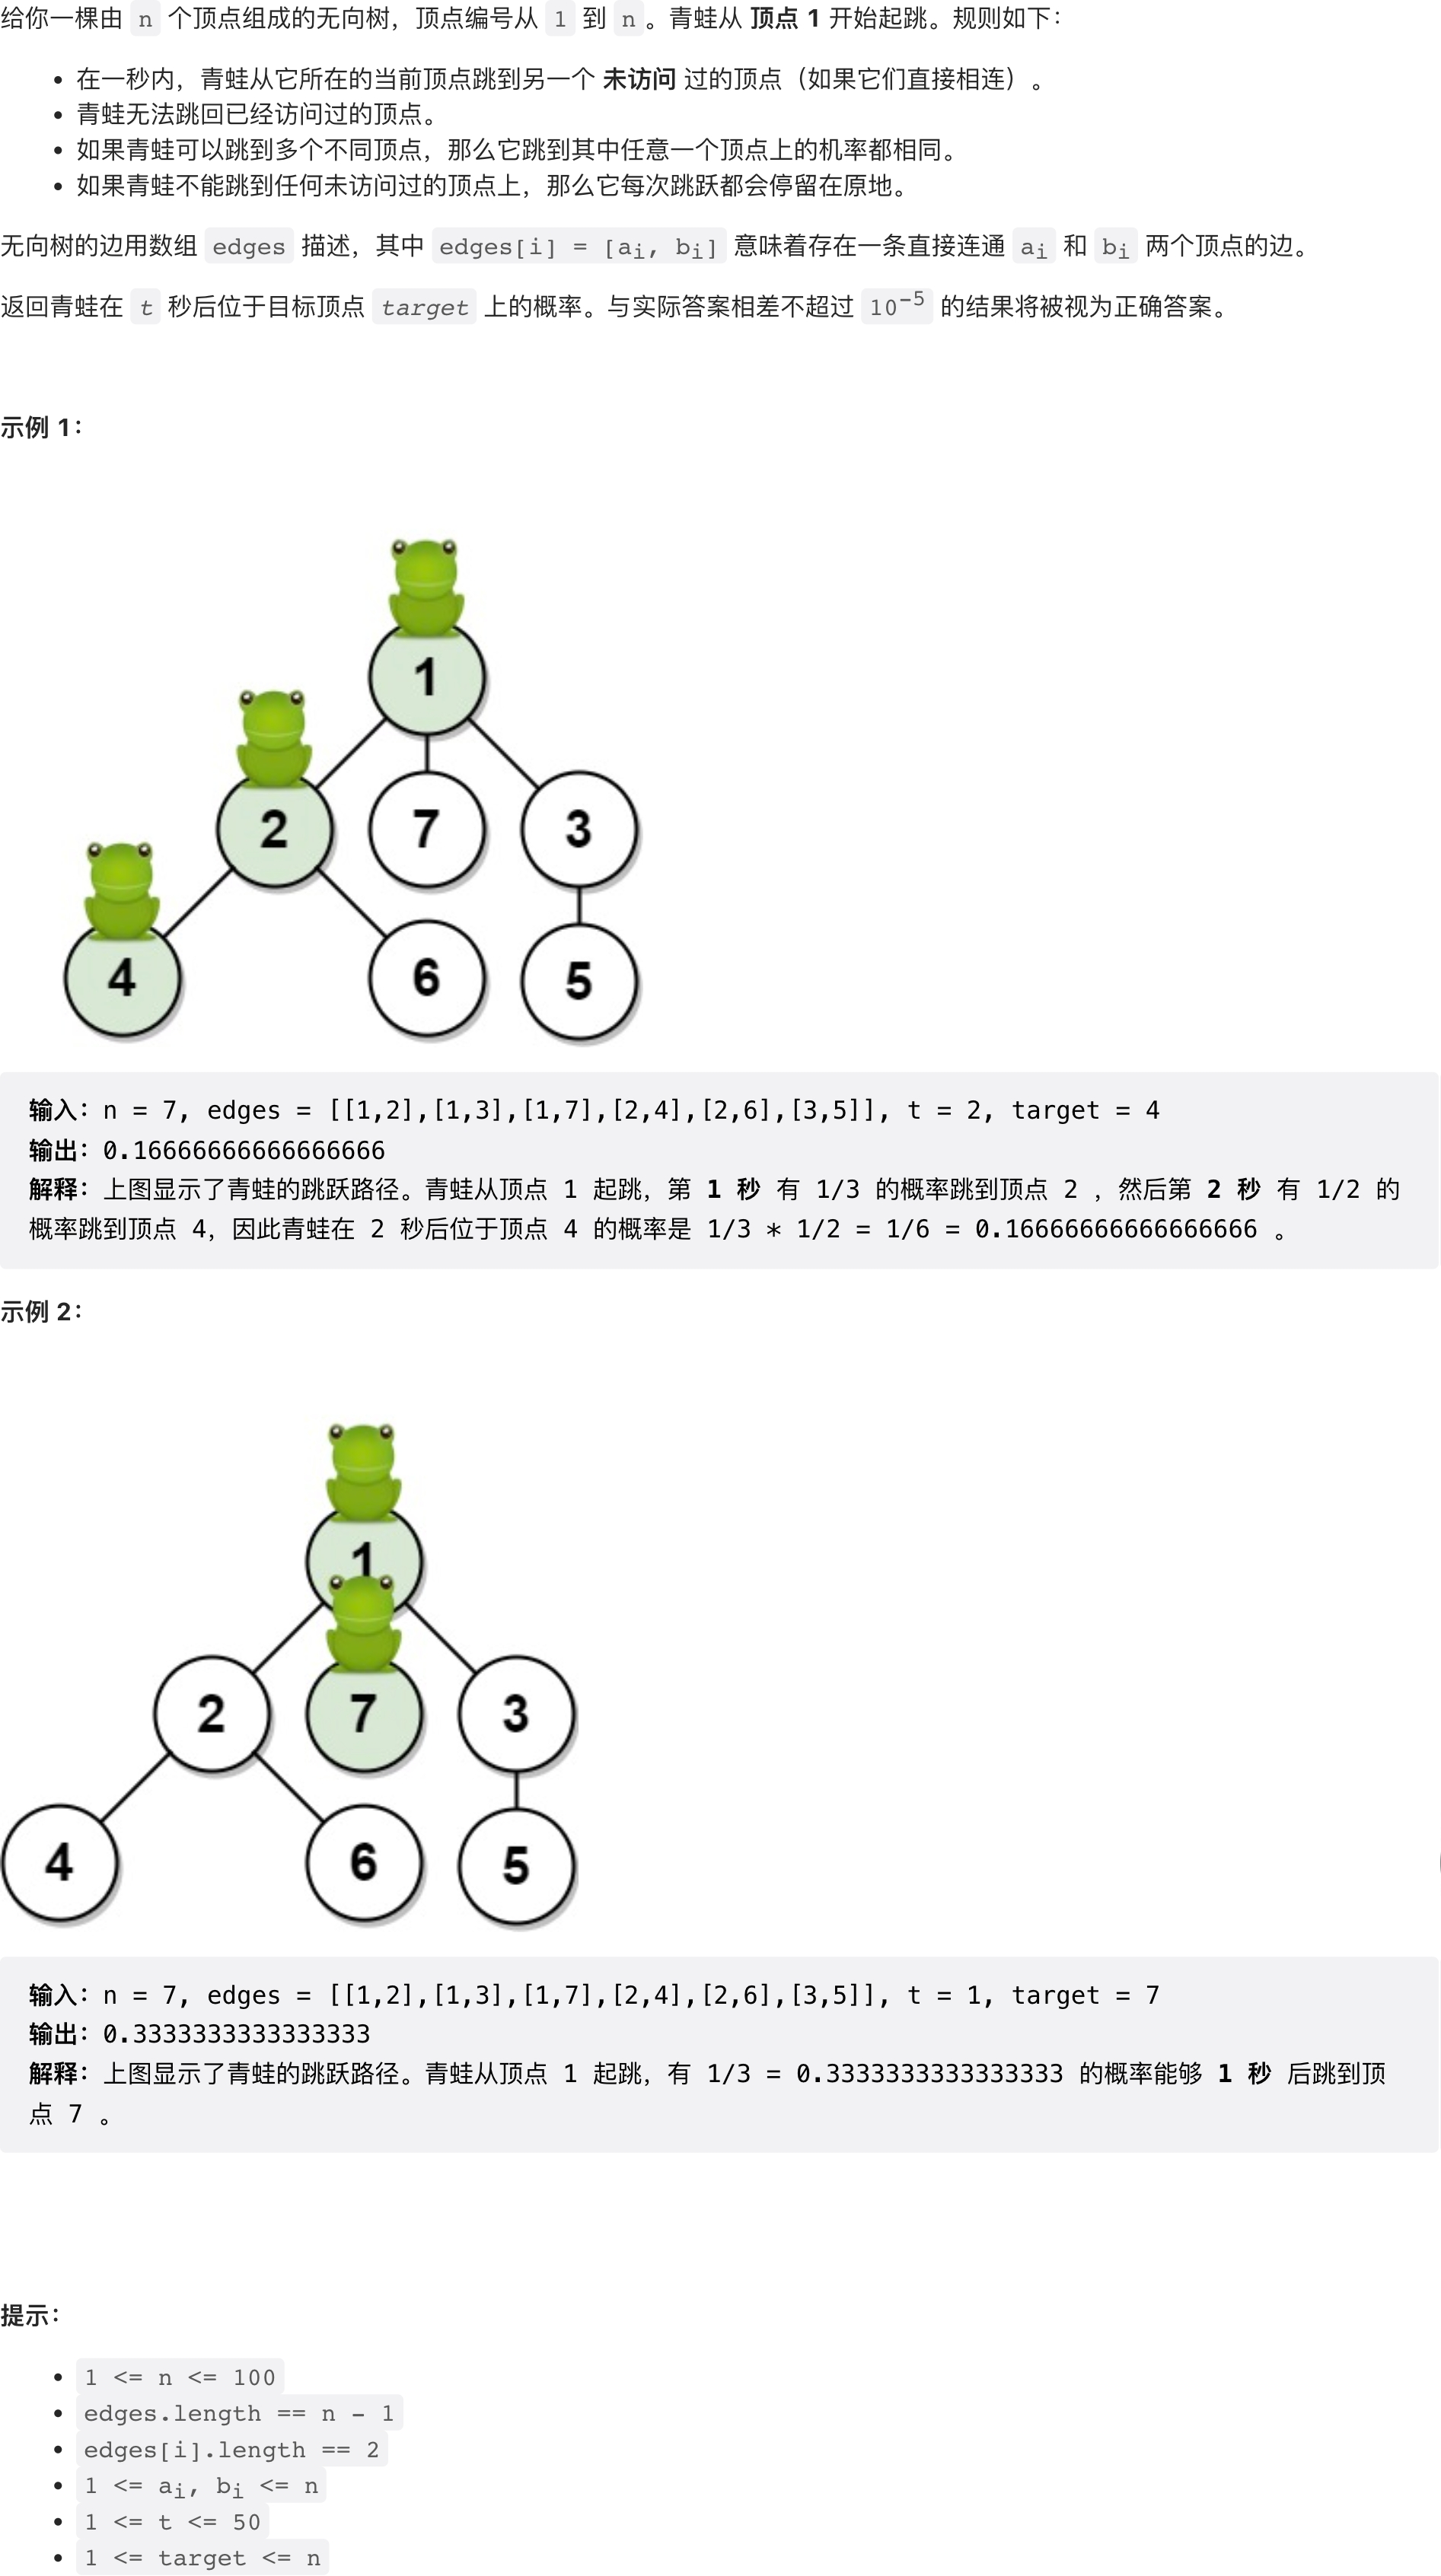 给你一棵由 n 个顶点组成的无向树，顶点编号从 1 到 n。青蛙从 顶点 1 开始起跳。规则如下：
在一秒内，青蛙从它所在的当前顶点跳到另一个 未访问 过的顶点（如果它们直接相连）。
青蛙无法跳回已经访问过的顶点。
如果青蛙可以跳到多个不同顶点，那么它跳到其中任意一个顶点上的机率都相同。
如果青蛙不能跳到任何未访问过的顶点上，那么它每次跳跃都会停留在原地。
无向树的边用数组 edges 描述，其中 edges[i] = [ai, bi] 意味着存在一条直接连通 ai 和 bi 两个顶点的边。
返回青蛙在 t 秒后位于目标顶点 target 上的概率。与实际答案相差不超过 10-5 的结果将被视为正确答案。
示例 1：
1
2 7 3
4 6 5
输入：n = 7, edges = [[1,2],[1,3],[1,7],[2,4],[2,6],[3,5]], t = 2, target = 4
输出：0.16666666666666666
解释：上图显示了青蛙的跳跃路径。青蛙从顶点 1 起跳，第 1 秒 有 1/3 的概率跳到顶点 2 ，然后第 2 秒 有 1/2 的
概率跳到顶点 4，因此青蛙在 2 秒后位于顶点 4 的概率是 1/3 * 1/2 = 1/6 = 0.16666666666666666 。
示例 2：
1
2 7 3
4 6 5
输入：n = 7, edges = [[1,2],[1,3],[1,7],[2,4],[2,6],[3,5]], t = 1, target = 7
输出：0.3333333333333333
解释：上图显示了青蛙的跳跃路径。青蛙从顶点 1 起跳，有 1/3 = 0.3333333333333333 的概率能够 1 秒 后跳到顶
点 7 。
提示：
1 <= n <= 100
edges.length == n - 1
edges[i].length == 2
1 <= ai, bi <= n
1 <= t <= 50
1 <= target <= n